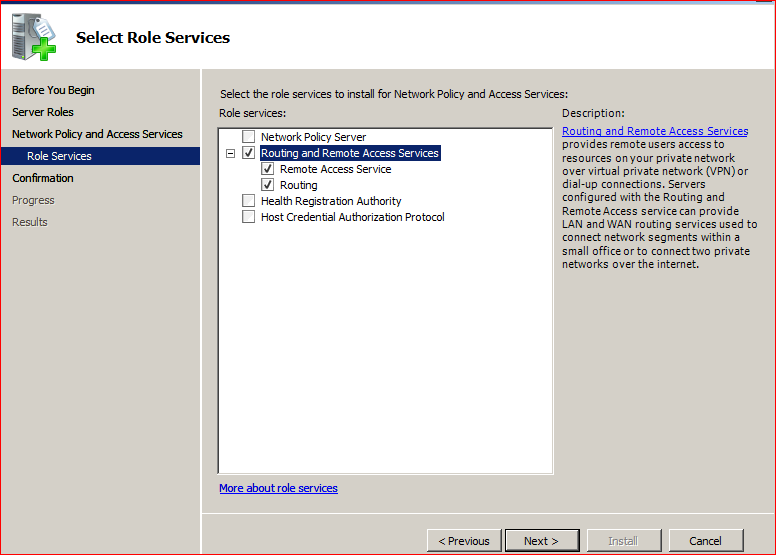 Select Role Services
Before You Begin
Server Roles
Network Policy and Access Services
Role Services
Confirmation
Progress
Results
Select the role services to install for Network Policy and Access Services:
Role services:
Network Policy Server
Routing and Remote Access Services
Remote Access Service
Routing
Health Registration Authority
Host Credential Authorization Protocol
More about role services
Description:
Routing and Remote Access Services
provides remote users access to
resources on your private network
over virtual private network (VPN) or
dial-up connections. Servers
configured with the Routing and
Remote Access service can provide
LAN and WAN routing services used to
connect network segments within a
small office or to connect two private
networks over the internet.
< Previous
Next >
Install
Cancel